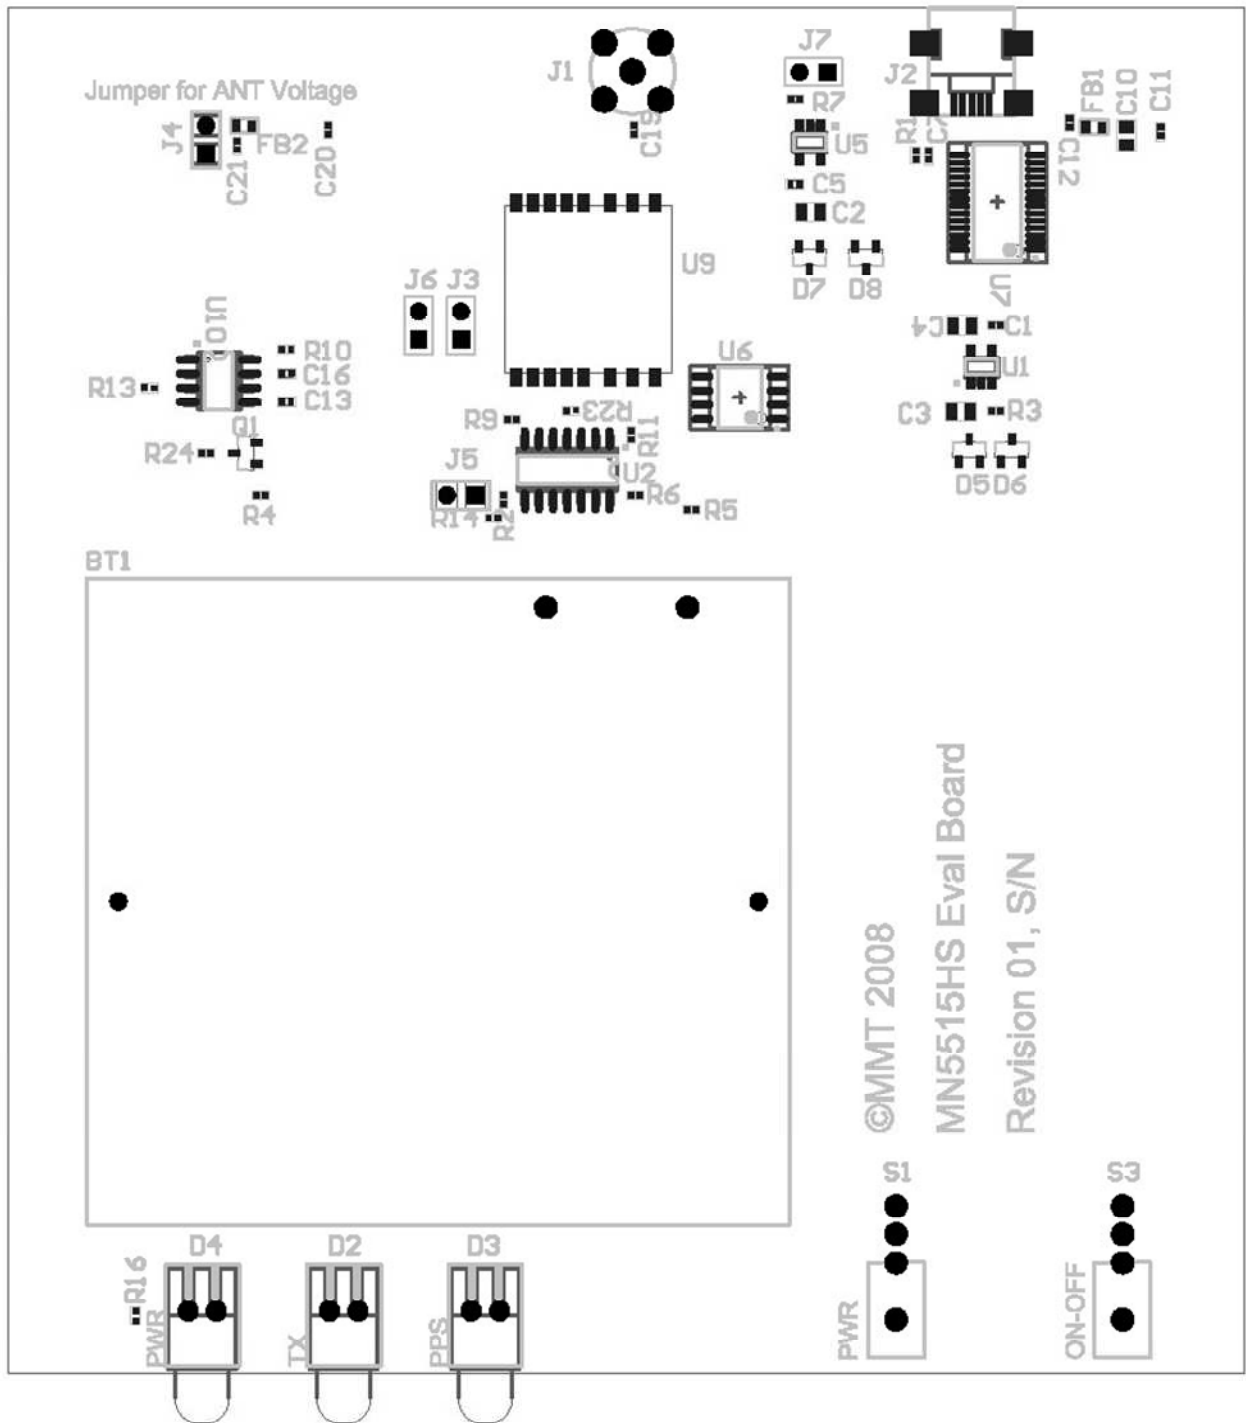 J7
J1
J2
FB1
C10
C11
Jumper for ANT Voltage
R7
J4
FB2
C21
C20
C19
U5
R1
C7
C12
C5
C2
U9
D7
D8
U7
J6
J3
U10
C4
C1
R10
U6
U1
C16
R13
C13
R9
R23
C3
R3
Q1
R11
R24
J5
U2
D5
D6
R14
R2
R6
R5
R4
BT1
©MMT 2008
MN5515HS Eval Board
Revision 01, S/N
S1
S3
D4
D2
D3
R16
PWR
TX
PPS
PWR
ON-OFF